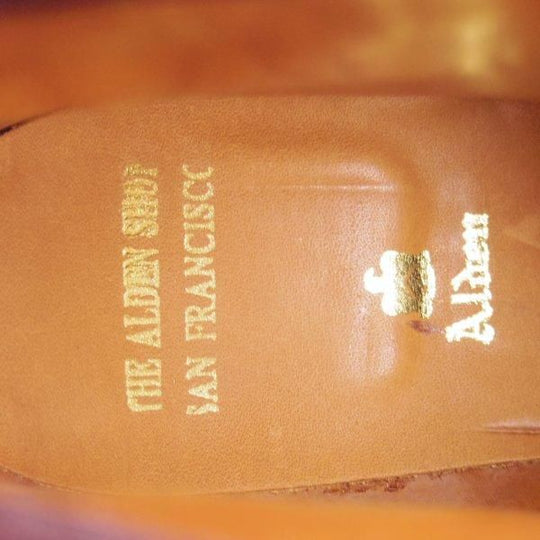 THE ALDEN SHOP
SAN FRANCISCO
Alden